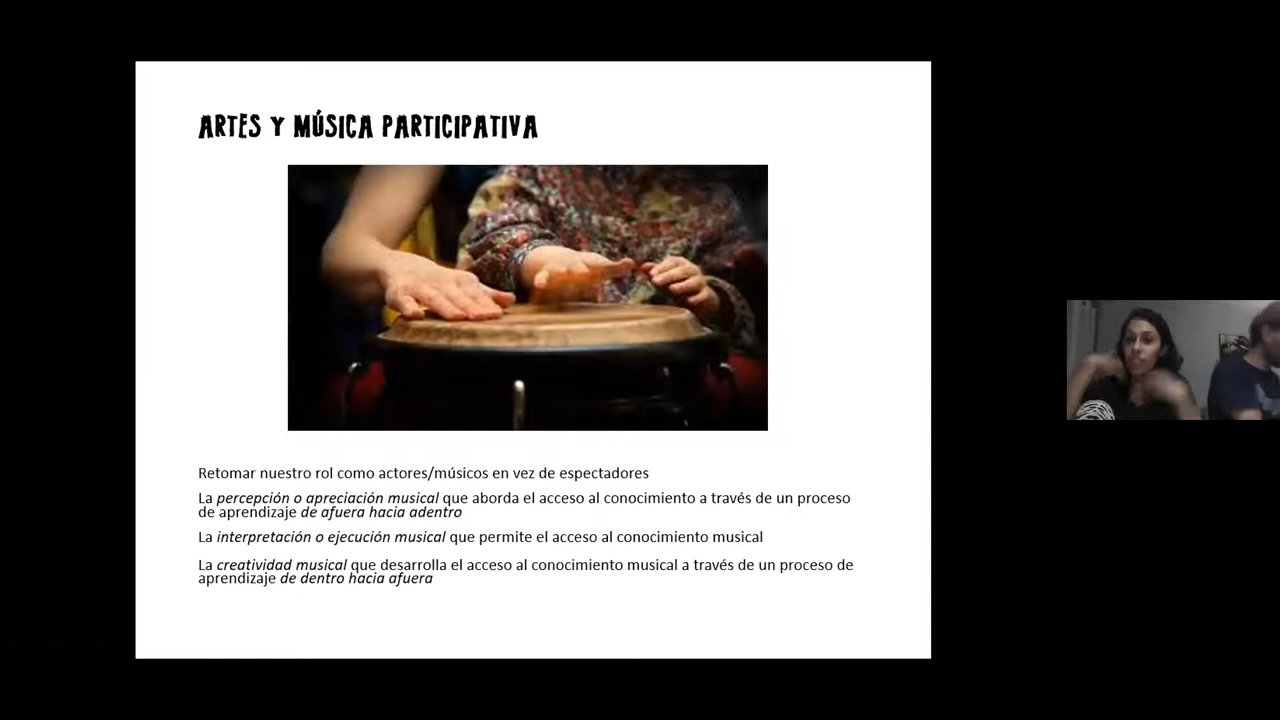 ARTES Y MÚSICA PARTICIPATIVA
Retomar nuestro rol como actores/músicos en vez de espectadores
La percepción o apreciación musical que aborda el acceso al conocimiento a través de un proceso
de aprendizaje de afuera hacia adentro
La interpretación o ejecución musical que permite el acceso al conocimiento musical
La creatividad musical que desarrolla el acceso al conocimiento musical a través de un proceso de
aprendizaje de dentro hacia afuera